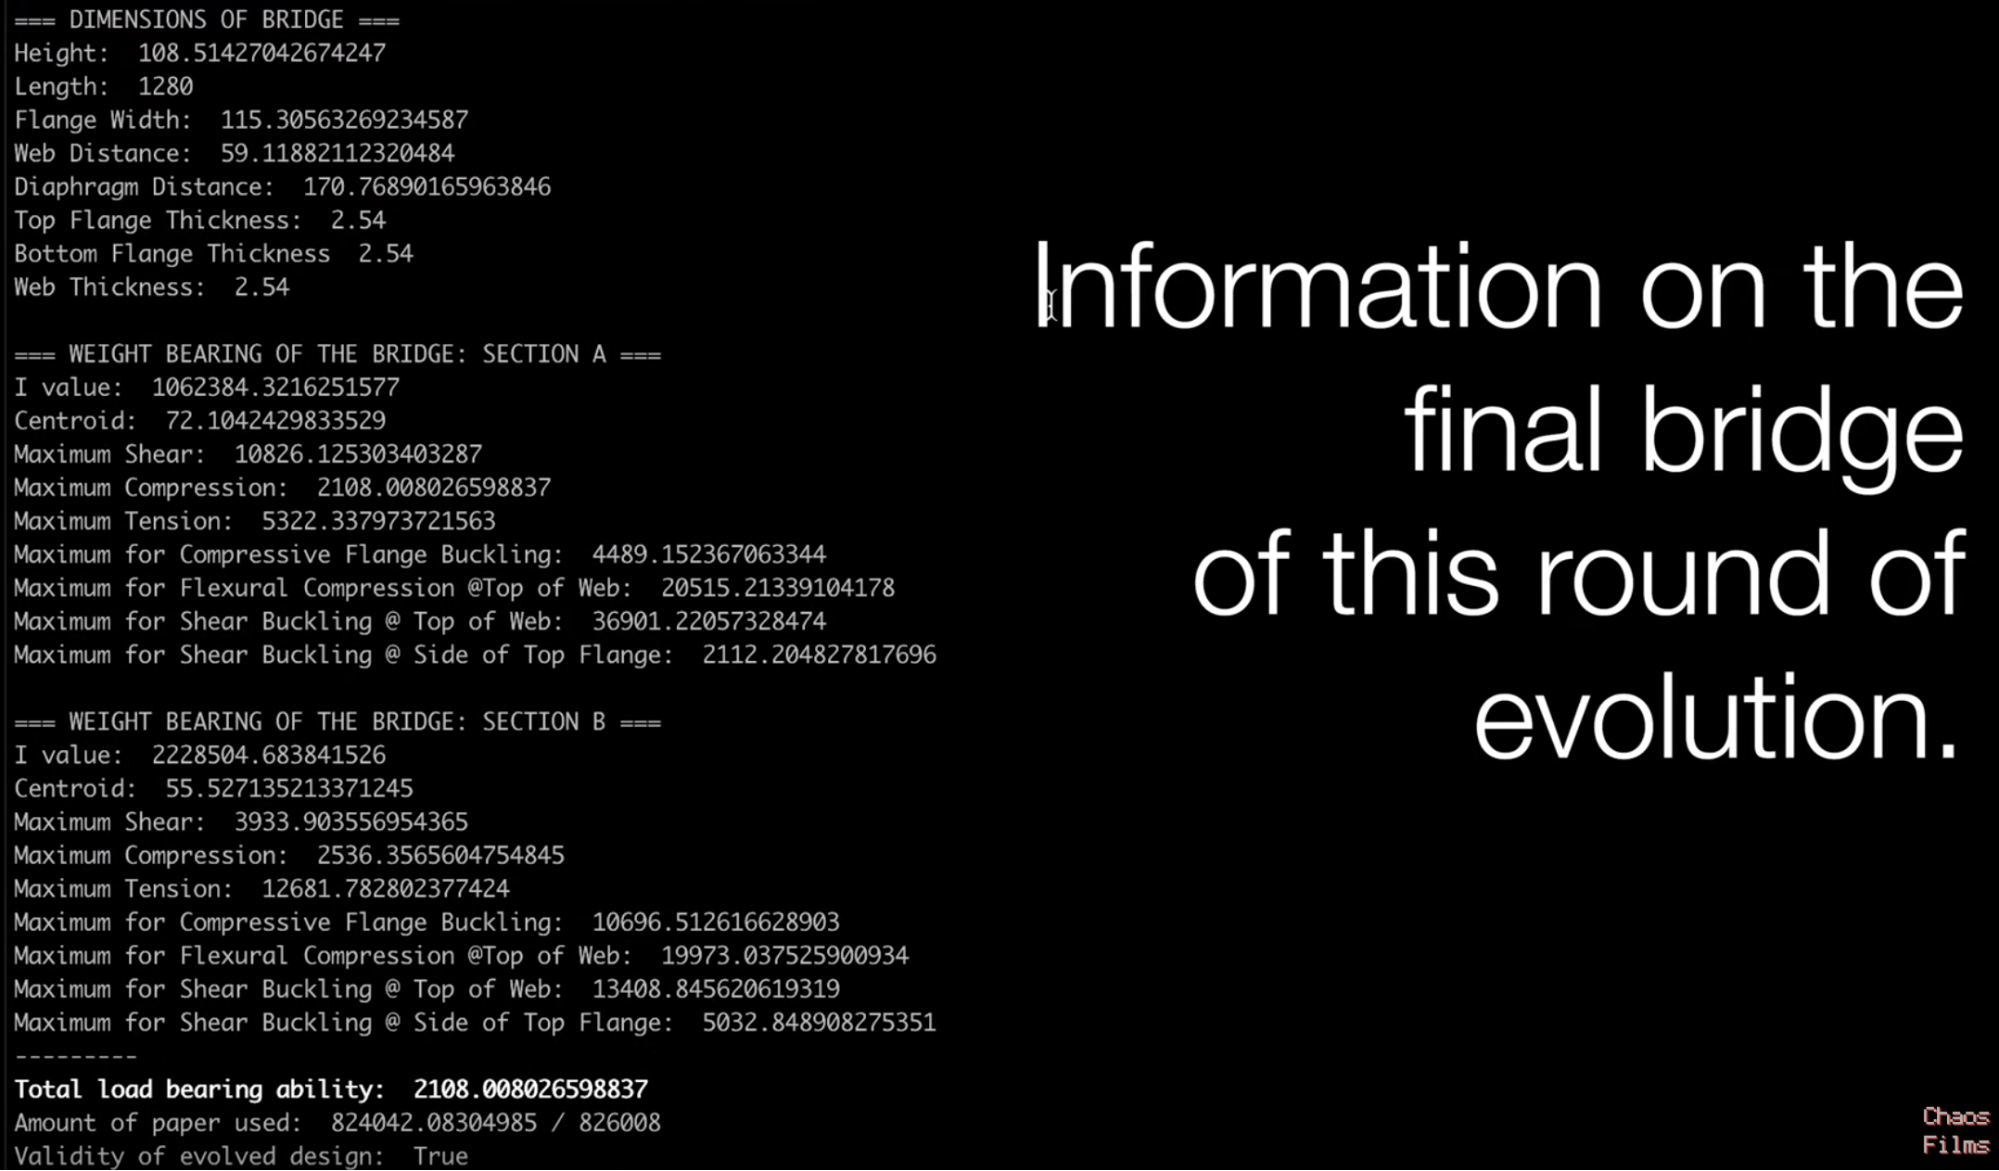 === DIMENSIONS OF BRIDGE ===
Height:  108.51427042674247
Length:  1280
Flange Width:  115.30563269234587
Web Distance:  59.11882112320484
Diaphragm Distance:  170.76890165963846
Top Flange Thickness:  2.54
Bottom Flange Thickness  2.54
Web Thickness:  2.54
=== WEIGHT BEARING OF THE BRIDGE: SECTION A ===
I value:  1062384.3216251577
Centroid:  72.1042429833529
Maximum Shear:  10826.125303403287
Maximum Compression:  2108.008026598837
Maximum Tension:  5322.337973721563
Maximum for Compressive Flange Buckling:  4489.152367063344
Maximum for Flexural Compression @Top of Web:  20515.21339104178
Maximum for Shear Buckling @ Top of Web:  36901.22057328474
Maximum for Shear Buckling @ Side of Top Flange:  2112.204827817696
=== WEIGHT BEARING OF THE BRIDGE: SECTION B ===
I value:  2228504.683841526
Centroid:  55.527135213371245
Maximum Shear:  3933.903556954365
Maximum Compression:  2536.3565604754845
Maximum Tension:  12681.782802377424
Maximum for Compressive Flange Buckling:  10696.512616628903
Maximum for Flexural Compression @Top of Web:  19973.037525900934
Maximum for Shear Buckling @ Top of Web:  13408.845620619319
Maximum for Shear Buckling @ Side of Top Flange:  5032.848908275351
---------
Total load bearing ability:  2108.008026598837
Amount of paper used:  824042.08304985 / 826008
Validity of evolved design:  True
Information on the
final bridge
of this round of
evolution.
Chaos
Films